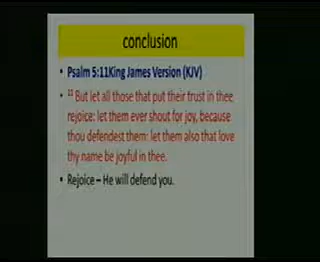 conclusion
• Psalm 5:11King James Version (KJV)
• 11 But let all those that put their trust in thee
rejoice: let them ever shout for joy, because
thou defendest them: let them also that love
thy name be joyful in thee.
• Rejoice – He will defend you.